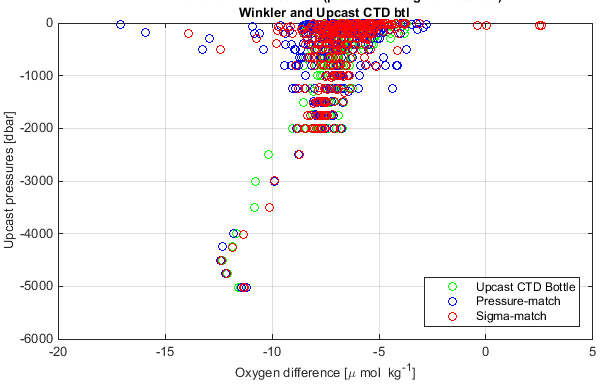 Winkler and Upcast CTD btl
0
-1000
-2000
-3000
-4000
-5000
-6000
Upcast pressures [dbar]
Upcast CTD Bottle
Pressure-match
Sigma-match
-20
-15
-10
-5
0
5
Oxygen difference [μ mol kg⁻¹]